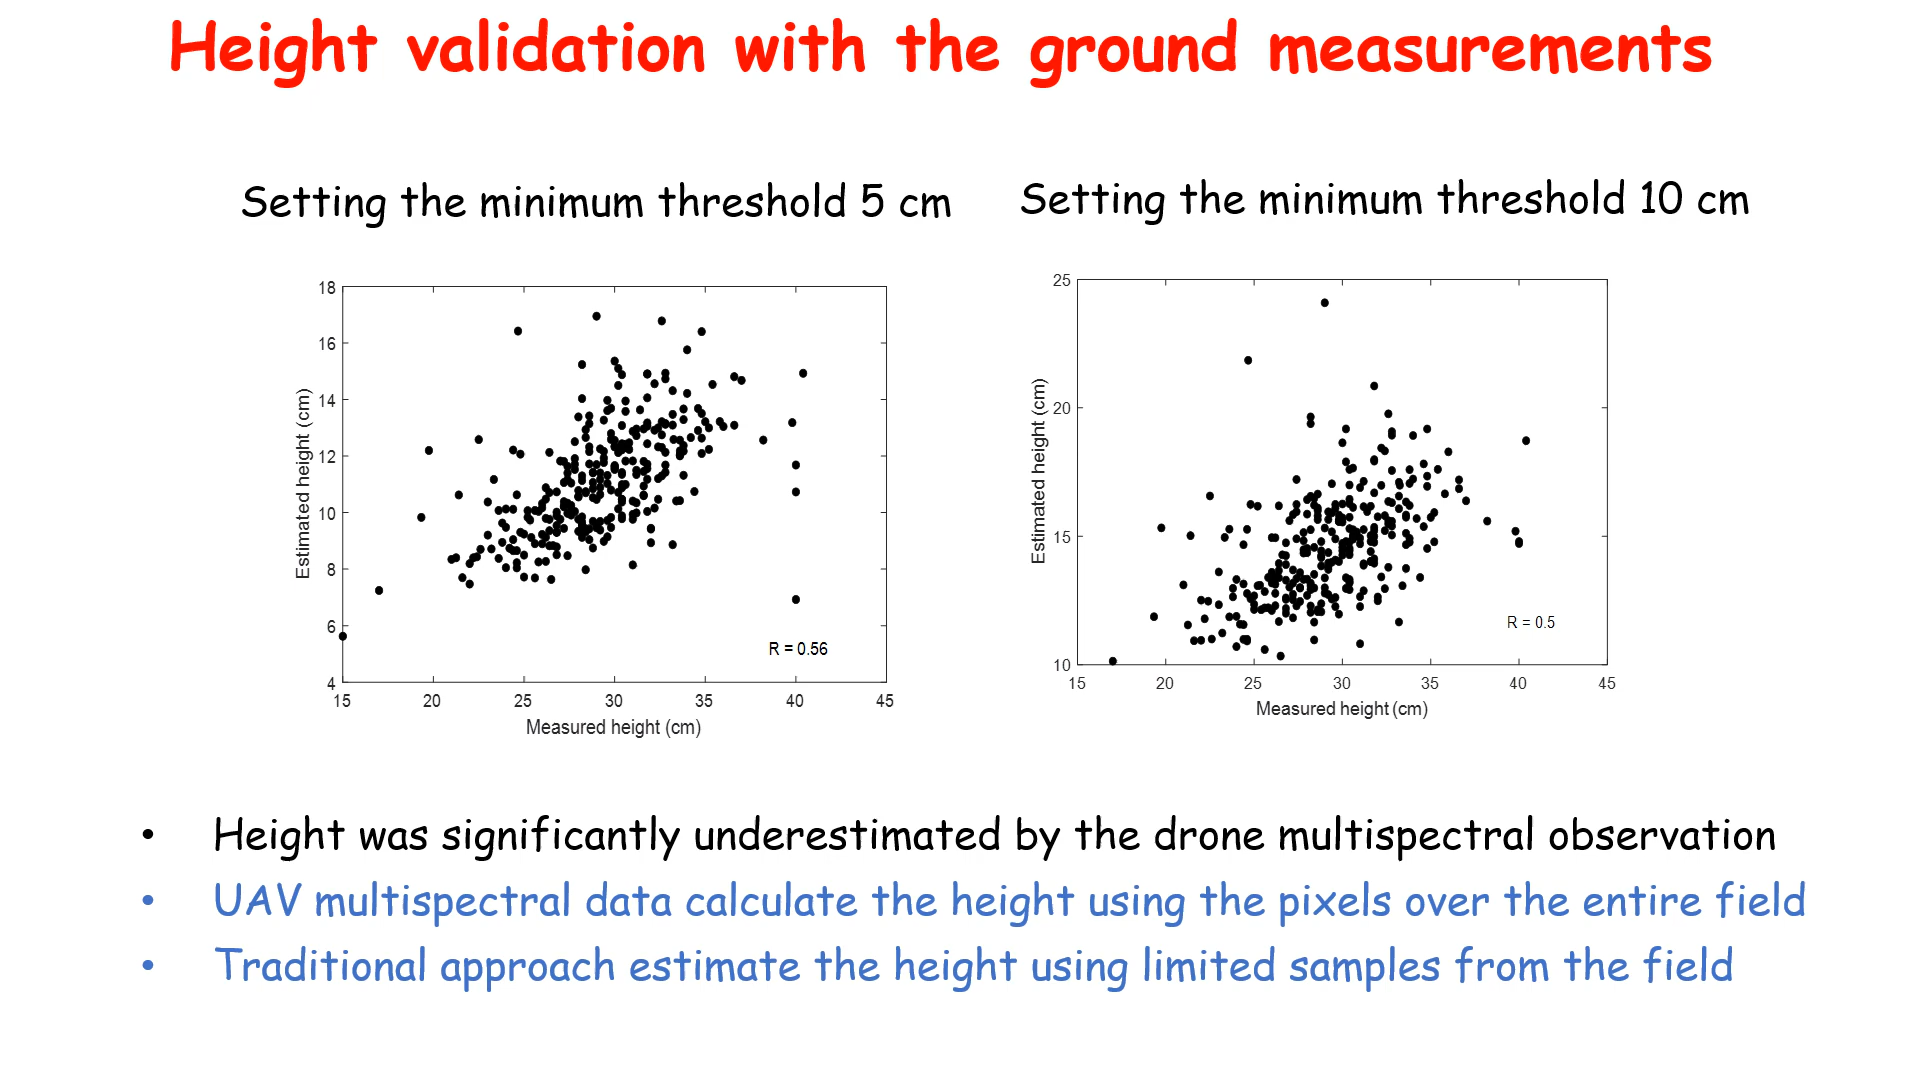 Height validation with the ground measurements
Setting the minimum threshold 5 cm
Setting the minimum threshold 10 cm
18
16
14
12
10
8
6
4
Estimated height (cm)
R = 0.56
15
20
25
30
35
40
45
Measured height (cm)
25
20
15
10
Estimated height (cm)
R = 0.5
15
20
25
30
35
40
45
Measured height (cm)
• Height was significantly underestimated by the drone multispectral observation
• UAV multispectral data calculate the height using the pixels over the entire field
• Traditional approach estimate the height using limited samples from the field